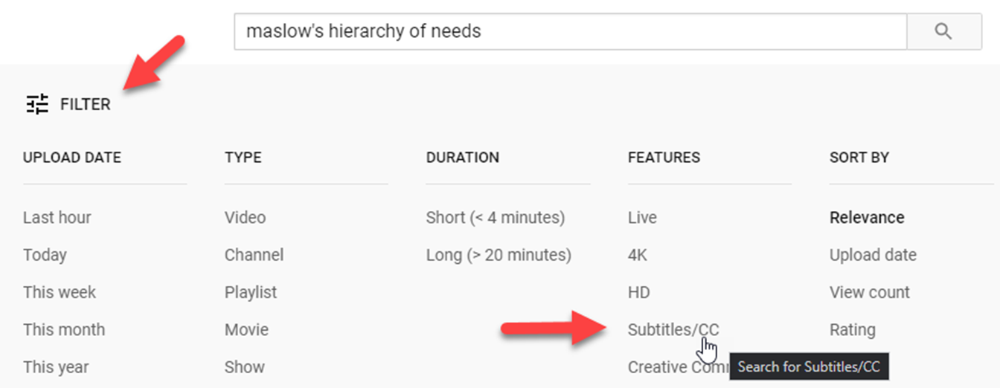 maslow's hierarchy of needs
FILTER
UPLOAD DATE TYPE DURATION FEATURES SORT BY
Last hour Video Short (< 4 minutes) Live Relevance
Today Channel Long (> 20 minutes) 4K Upload date
This week Playlist HD View count
This month Movie Subtitles/CC Rating
This year Show Creative Search for Subtitles/CC